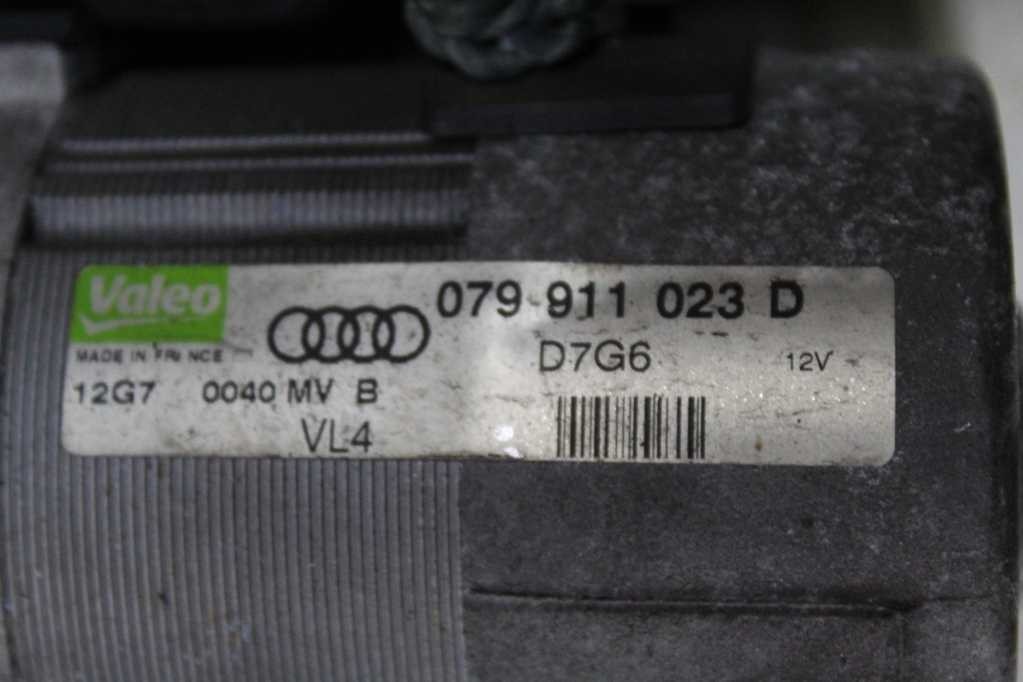 Valeo
079 911 023 D
MADE IN FRANCE
D7G6 12V
12G7 0040 MV B
VL4